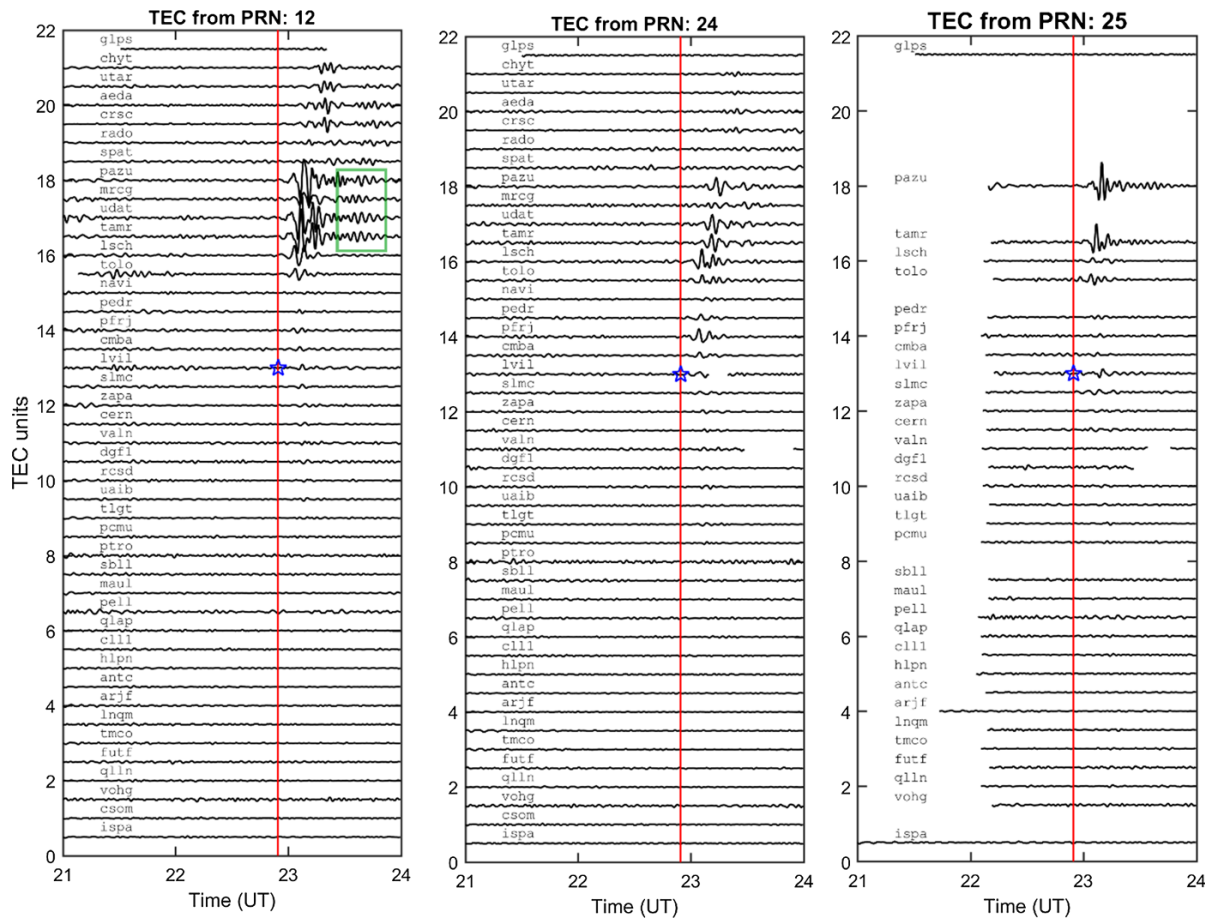 TEC from PRN: 12
22
glps
chyt
utar
20
aeda
crsc
rado
spat
18
pazu
mrcg
udat
tamr
16
lsch
tolo
navi
pedr
14
pfrj
cmba
lvil
slmc
12
zapa
cern
valn
dgf1
10
rcsd
uaib
tlgt
pcmu
8
ptro
sbll
maul
pell
6
qlap
cll1
hlpn
antc
4
arjf
lnqm
tmco
futf
2
qlln
vohg
csom
ispa
0
TEC units
21 22 23 24
Time (UT)
TEC from PRN: 24
22
glps
chyt
utar
20
aeda
crsc
rado
spat
18
pazu
mrcg
udat
tamr
16
lsch
tolo
navi
pedr
14
pfrj
cmba
lvil
slmc
12
zapa
cern
valn
dgf1
10
rcsd
uaib
tlgt
pcmu
8
ptro
sbll
maul
pell
6
qlap
cll1
hlpn
antc
4
arjf
lnqm
tmco
futf
2
qlln
vohg
csom
ispa
0
21 22 23 24
Time (UT)
TEC from PRN: 25
22
glps
20
18
pazu
tamr
16
lsch
tolo
pedr
14
pfrj
cmba
lvil
slmc
12
zapa
cern
valn
dgf1
10
rcsd
uaib
tlgt
pcmu
8
sbll
maul
pell
6
qlap
cll1
hlpn
antc
4
arjf
lnqm
tmco
futf
2
qlln
vohg
ispa
0
21 22 23 24
Time (UT)